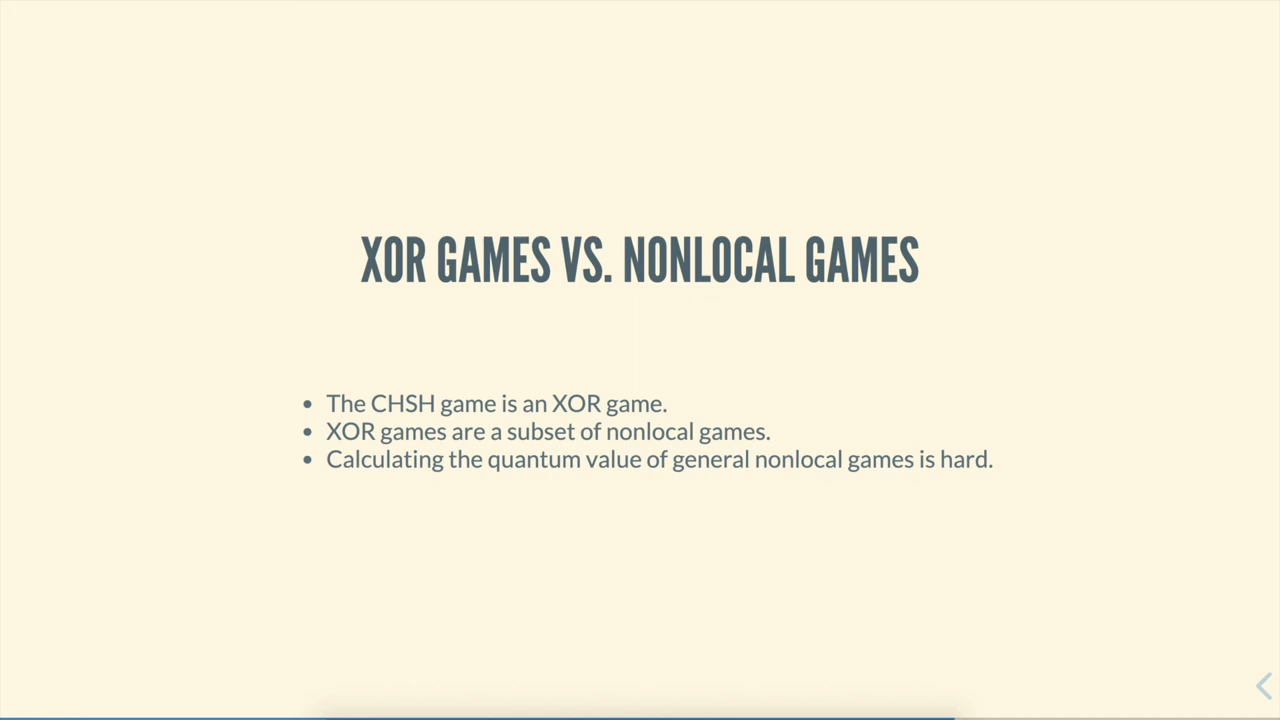 XOR GAMES VS. NONLOCAL GAMES
• The CHSH game is an XOR game.
• XOR games are a subset of nonlocal games.
• Calculating the quantum value of general nonlocal games is hard.